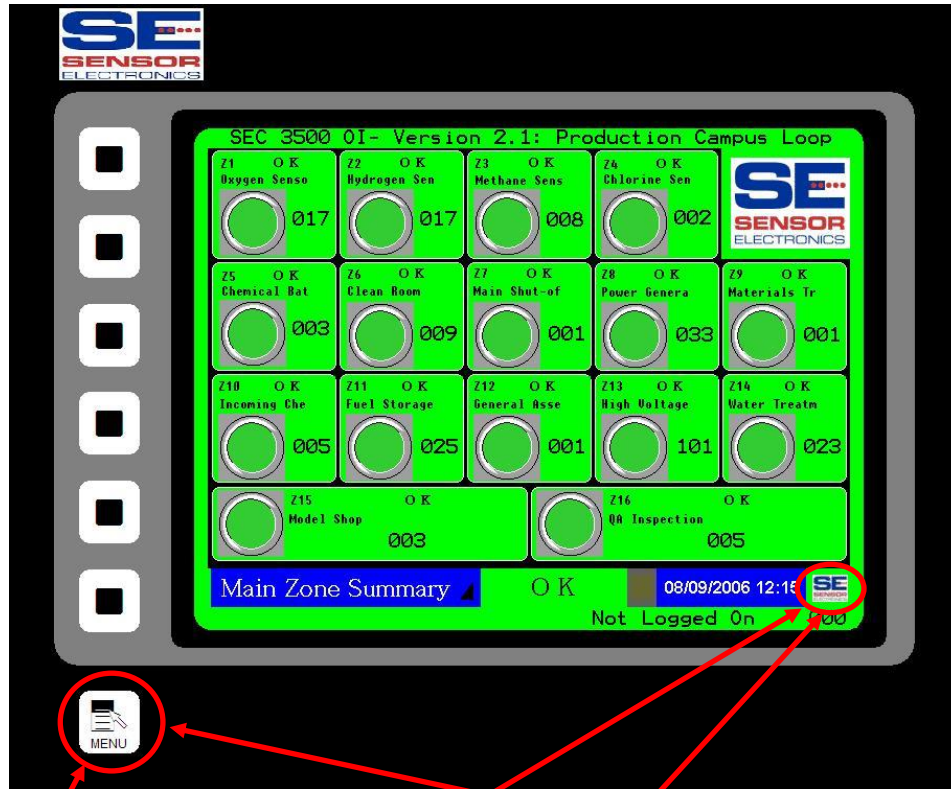 SE
SENSOR
ELECTRONICS
SEC 3500 OI- Version 2.1: Production Campus Loop
Z1 OK
Oxygen Senso
017
Z2 OK
Hydrogen Sen
017
Z3 OK
Methane Sens
008
Z4 OK
Chlorine Sen
002
SE
SENSOR
ELECTRONICS
Z5 OK
Chemical Bat
003
Z6 OK
Clean Room
009
Z7 OK
Main Shut-of
001
Z8 OK
Power Genera
033
Z9 OK
Materials Tr
001
Z10 OK
Incoming Che
005
Z11 OK
Fuel Storage
025
Z12 OK
General Asse
001
Z13 OK
High Voltage
101
Z14 OK
Water Treatm
023
Z15 OK
Model Shop
003
Z16 OK
QA Inspection
005
Main Zone Summary OK 08/09/2006 12:15 SE
SENSOR
Not Logged On 000
MENU